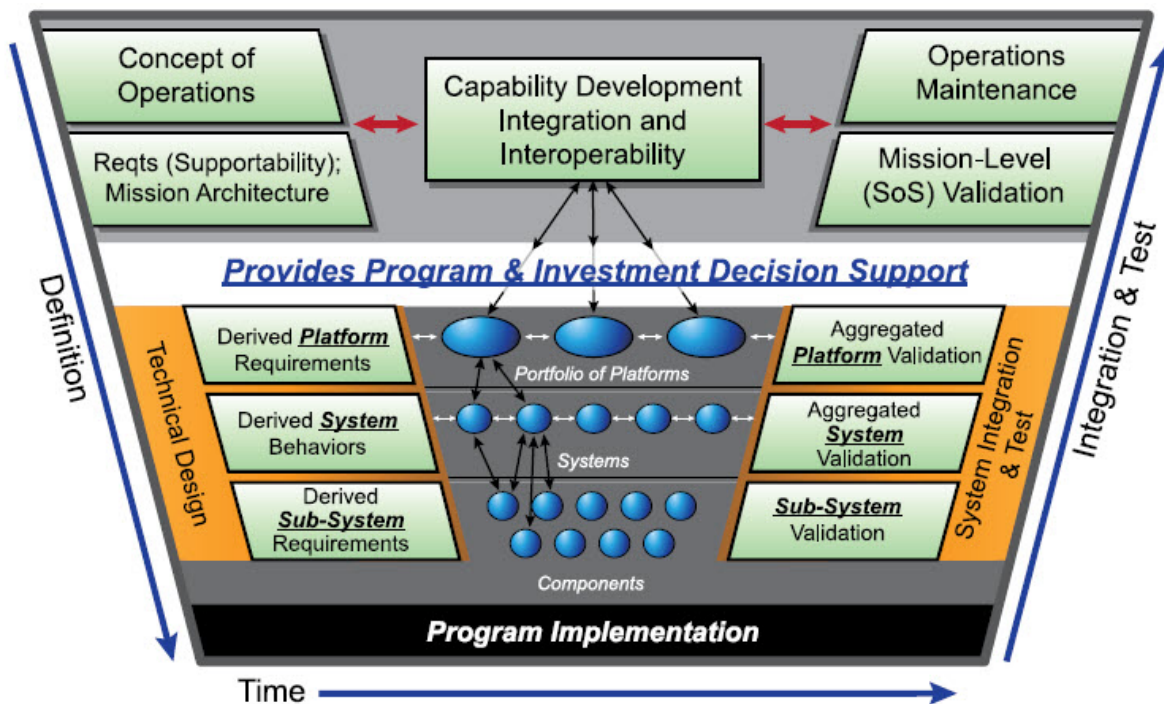 Concept of
Operations
Reqts (Supportability);
Mission Architecture
Capability Development
Integration and
Interoperability
Operations
Maintenance
Mission-Level
(SoS) Validation
Provides Program & Investment Decision Support
Definition
Integration & Test
Technical Design
System Integration
& Test
Derived Platform
Requirements
Portfolio of Platforms
Aggregated
Platform Validation
Derived System
Behaviors
Systems
Aggregated
System
Validation
Derived
Sub-System
Requirements
Components
Sub-System
Validation
Program Implementation
Time